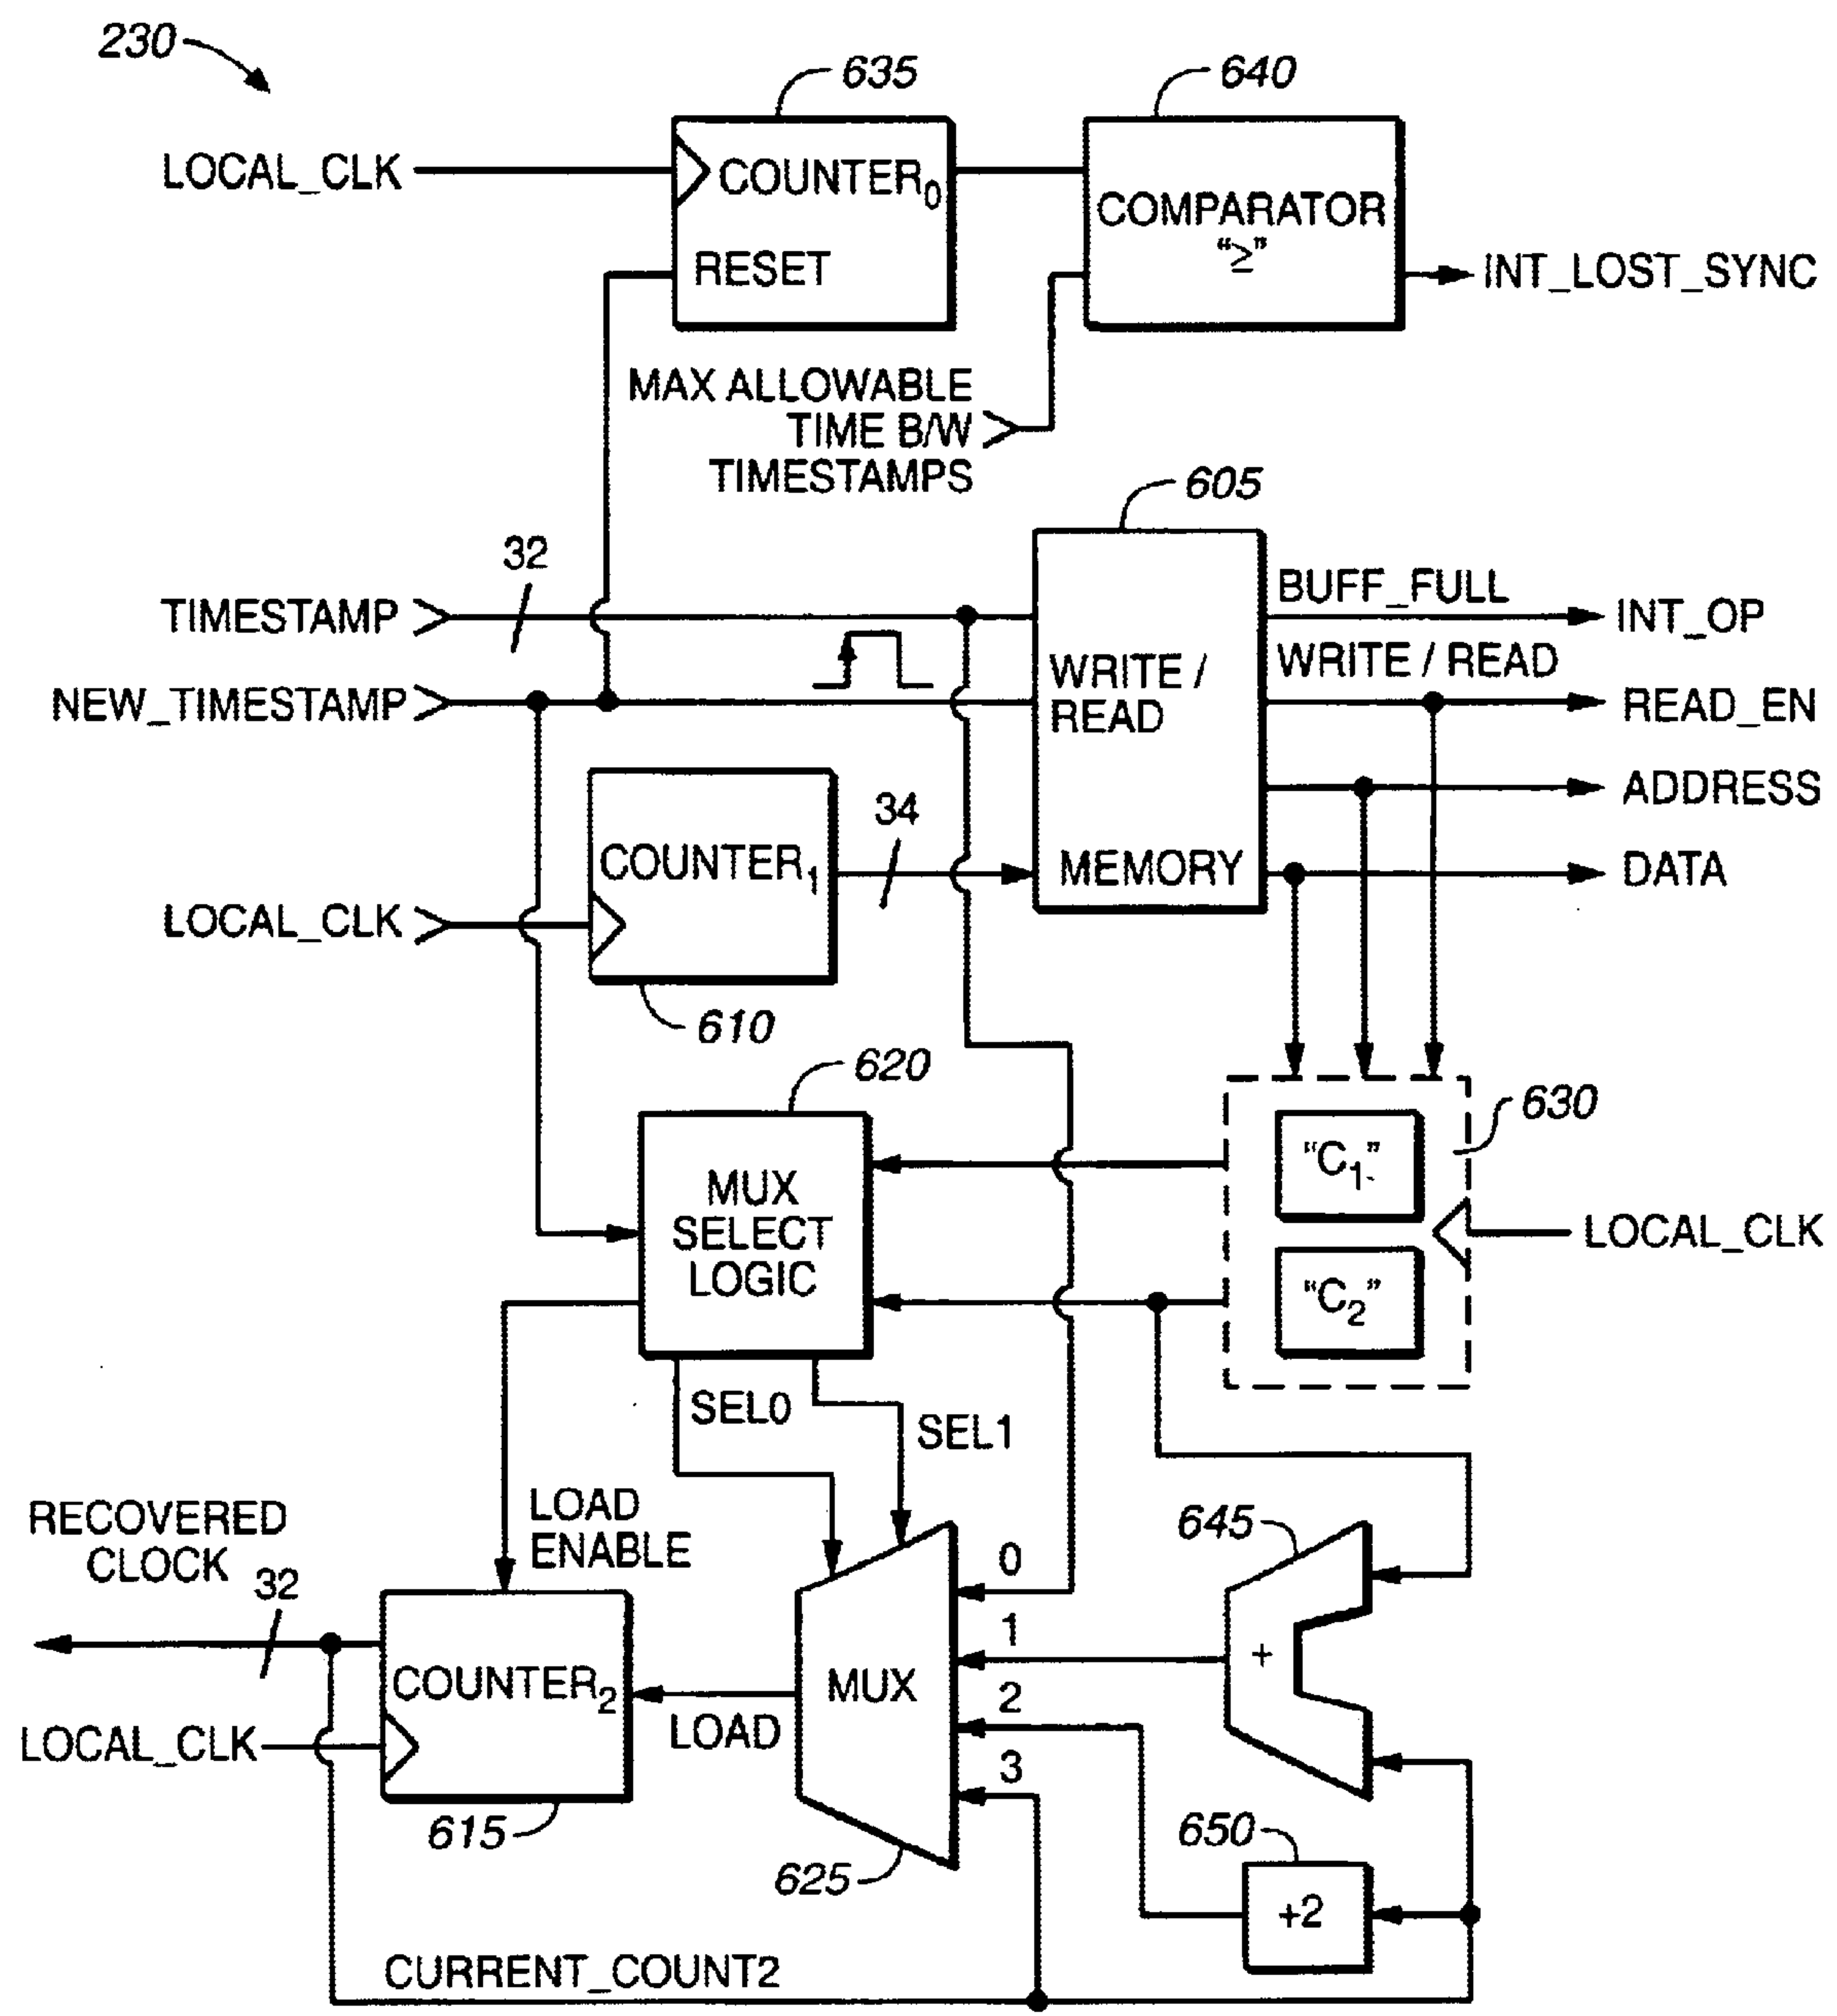 230
635
640
LOCAL_CLK
COUNTER0
RESET
COMPARATOR
“≥”
INT_LOST_SYNC
MAX ALLOWABLE
TIME B/W
TIMESTAMPS
605
32
TIMESTAMP
BUFF_FULL
INT_OP
WRITE / READ
WRITE /
READ
NEW_TIMESTAMP
READ_EN
ADDRESS
34
COUNTER1
MEMORY
DATA
LOCAL_CLK
610
620
630
“C1”
MUX
SELECT
LOGIC
LOCAL_CLK
“C2”
SEL0
SEL1
LOAD
ENABLE
RECOVERED
CLOCK
32
645
0
1
+
COUNTER2
MUX
2
LOAD
LOCAL_CLK
3
615
625
650
+2
CURRENT_COUNT2